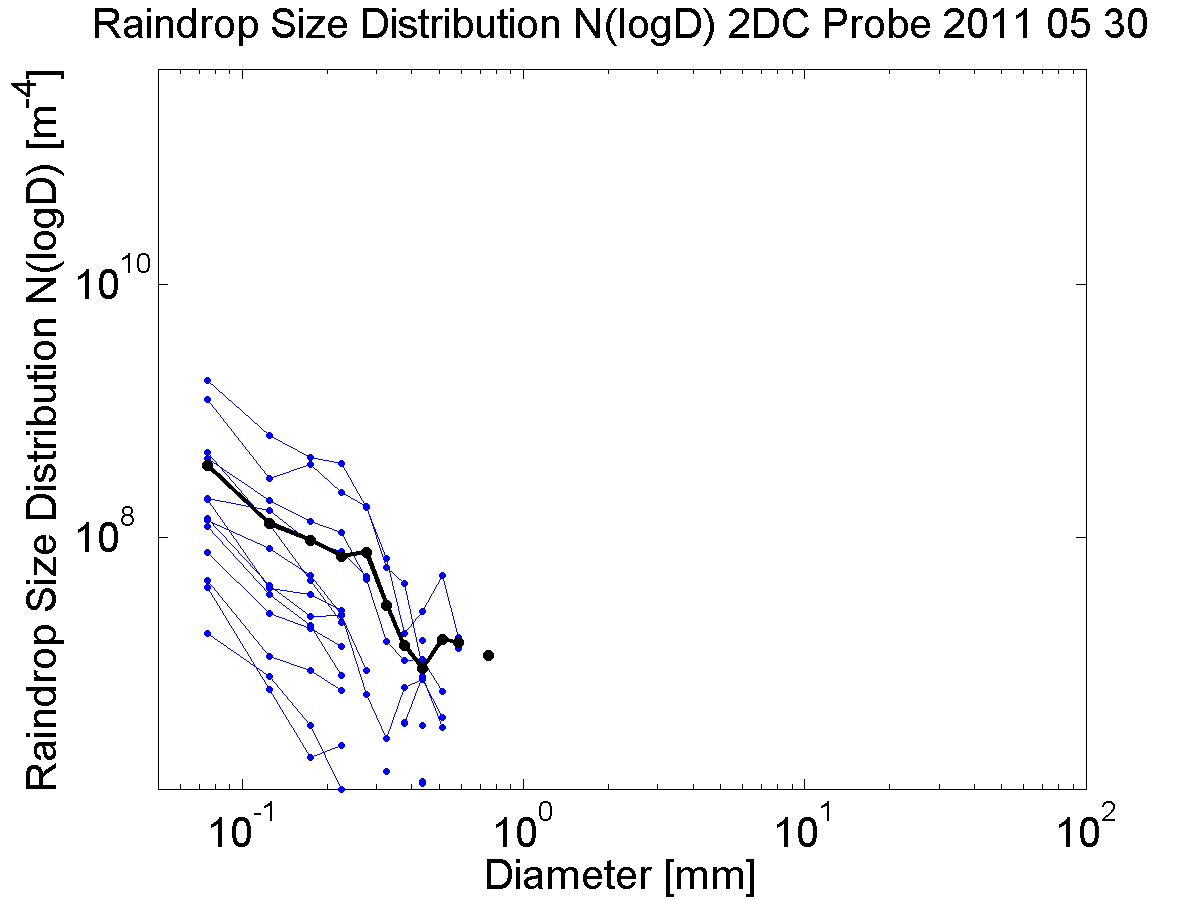 Raindrop Size Distribution N(logD) 2DC Probe 2011 05 30
Raindrop Size Distribution N(logD) [m^-4]
10^10
10^8
10^-1
10^0
10^1
10^2
Diameter [mm]